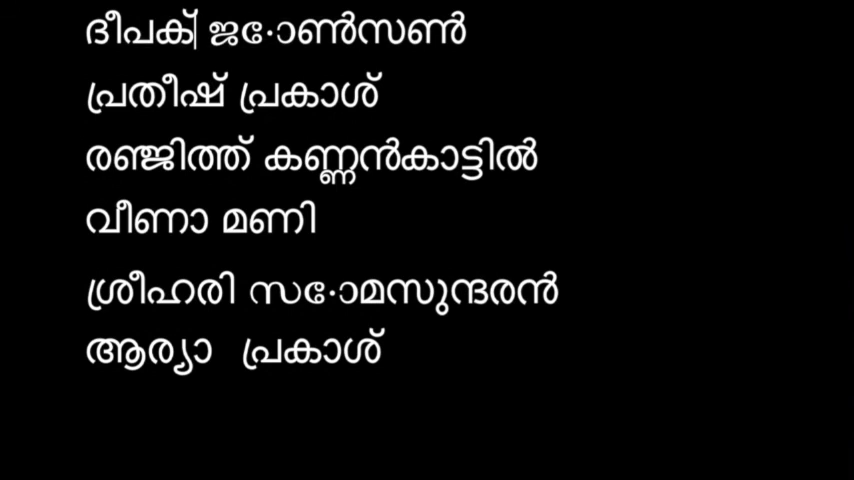 ദീപക് ജോൺസൺ
പ്രതീഷ് പ്രകാശ്
രഞ്ജിത്ത് കണ്ണൻകാട്ടിൽ
വീണാ മണി
ശ്രീഹരി സോമസുന്ദരൻ
ആര്യാ പ്രകാശ്